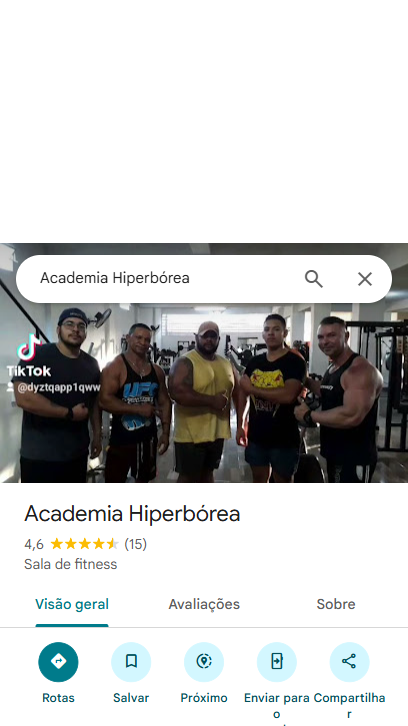 Academia Hiperbórea
TikTok
@dyztqapp1qww
UFC
Academia Hiperbórea
4,6 (15)
Sala de fitness
Visão geral Avaliações Sobre
Rotas Salvar Próximo Enviar para o Compartilhar